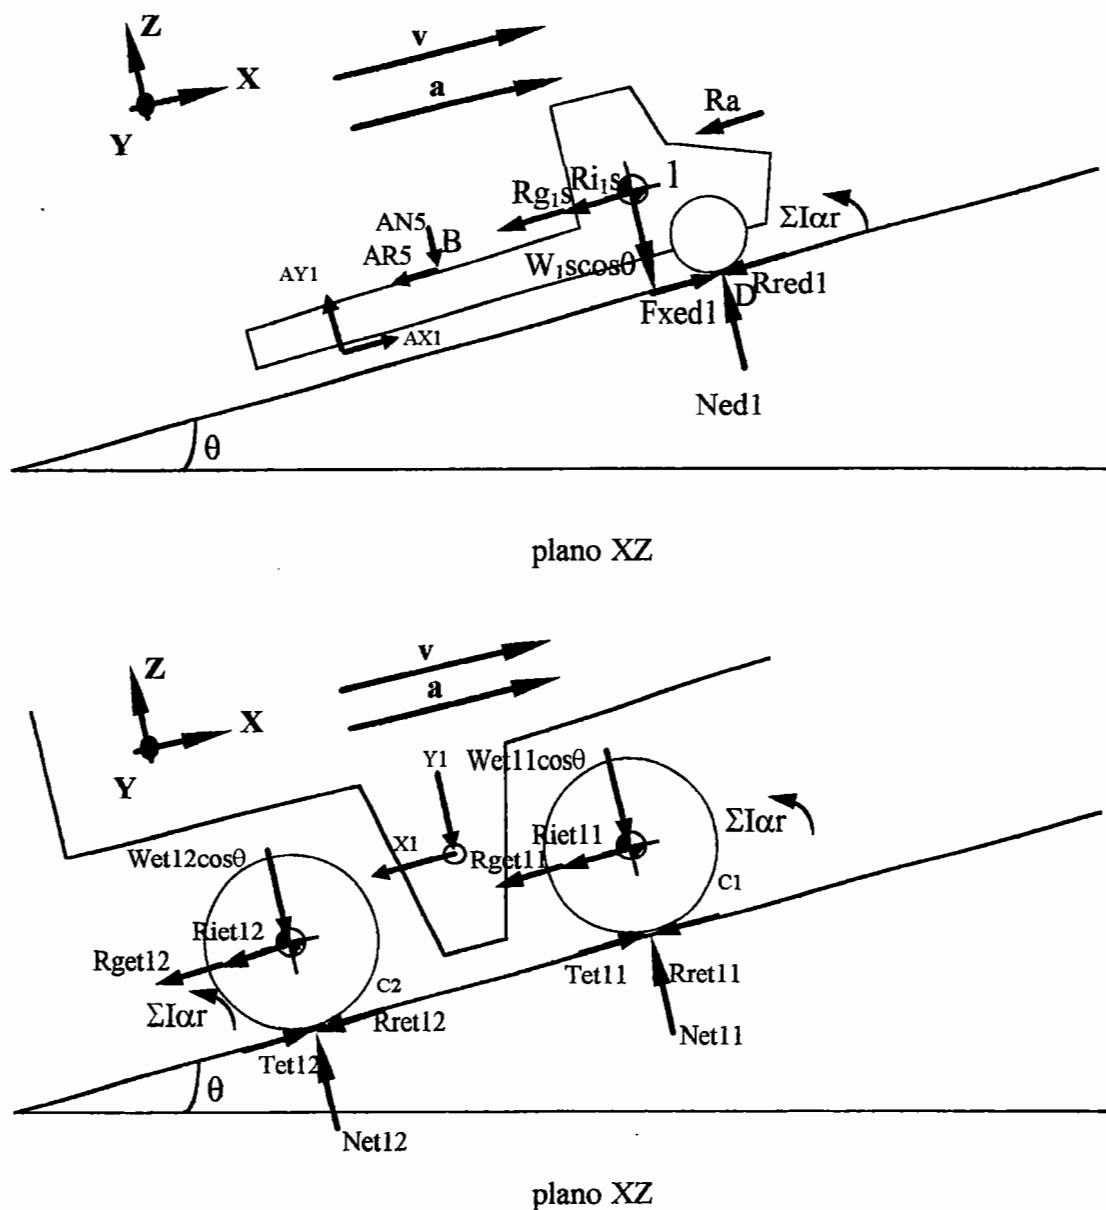 Z
v
X
a
Ra
Y
Rg₁s Ri₁s 1
AN5
B
ΣIαr
AR5
AY1
W₁scosθ
D Rred1
Fxed1
AX1
Ned1
θ
plano XZ
Z
v
a
X
Y1 Wet11cosθ
Y
ΣIαr
X1 Rget11 Riet11
Wet12cosθ
C1
Riet12
Rget12
Tet11 Rret11
C2
ΣIαr
Rret12
Net11
Tet12
θ
Net12
plano XZ